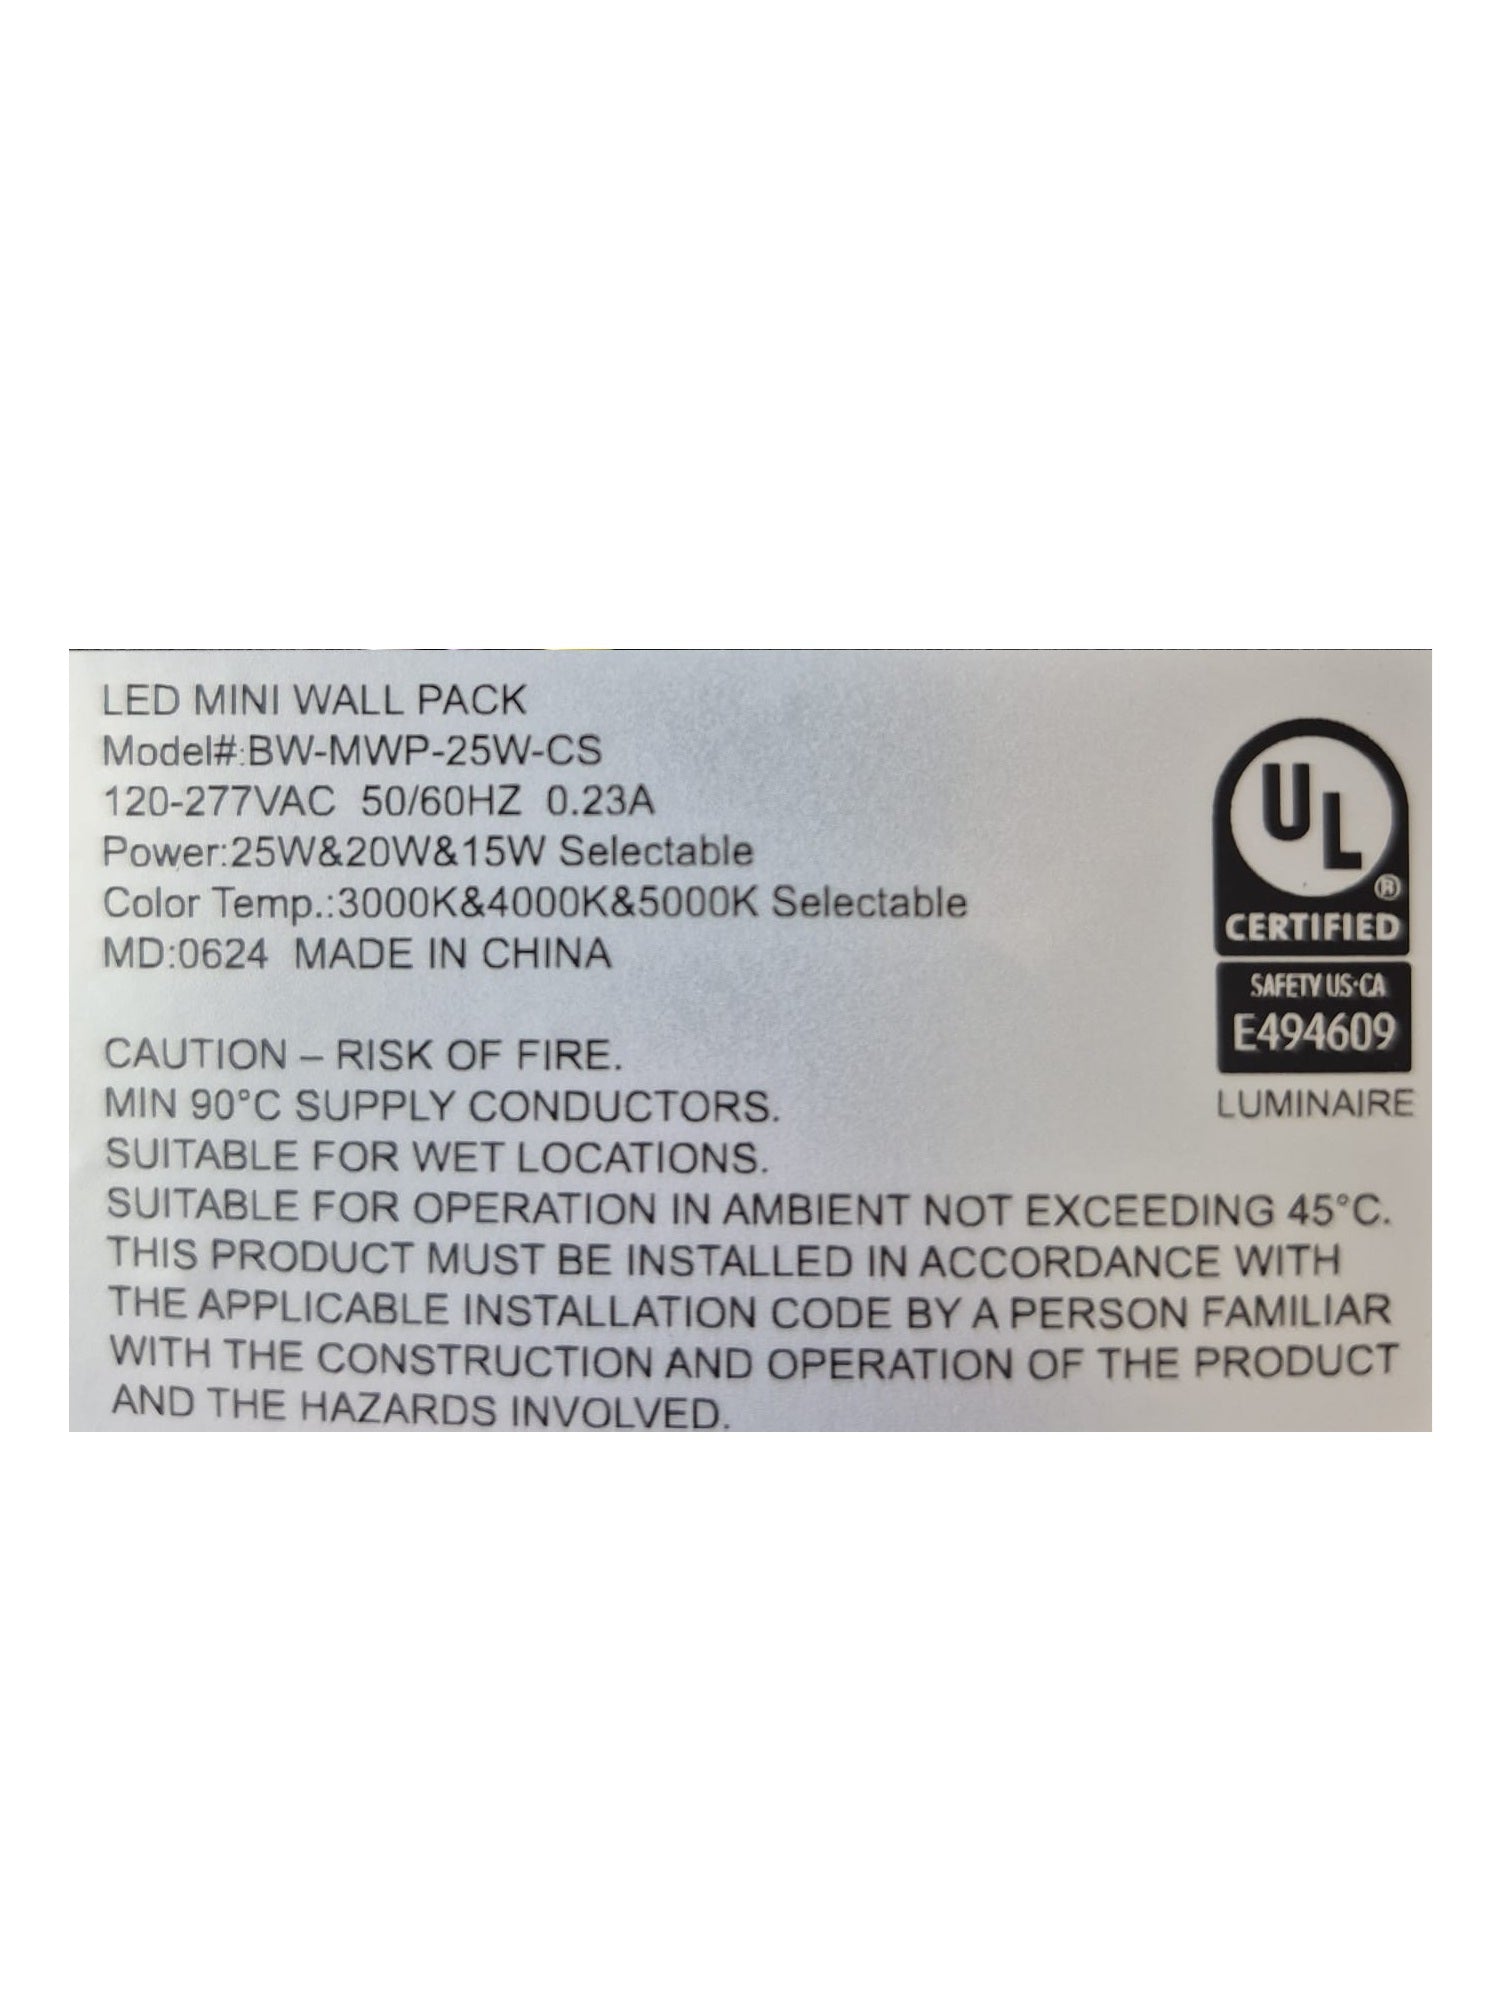 LED MINI WALL PACK
Model#:BW-MWP-25W-CS
120-277VAC 50/60HZ 0.23A
Power:25W&20W&15W Selectable
Color Temp.:3000K&4000K&5000K Selectable
MD:0624 MADE IN CHINA
UL
®
CERTIFIED
SAFETY US·CA
E494609
LUMINAIRE
CAUTION – RISK OF FIRE.
MIN 90°C SUPPLY CONDUCTORS.
SUITABLE FOR WET LOCATIONS.
SUITABLE FOR OPERATION IN AMBIENT NOT EXCEEDING 45°C.
THIS PRODUCT MUST BE INSTALLED IN ACCORDANCE WITH
THE APPLICABLE INSTALLATION CODE BY A PERSON FAMILIAR
WITH THE CONSTRUCTION AND OPERATION OF THE PRODUCT
AND THE HAZARDS INVOLVED.